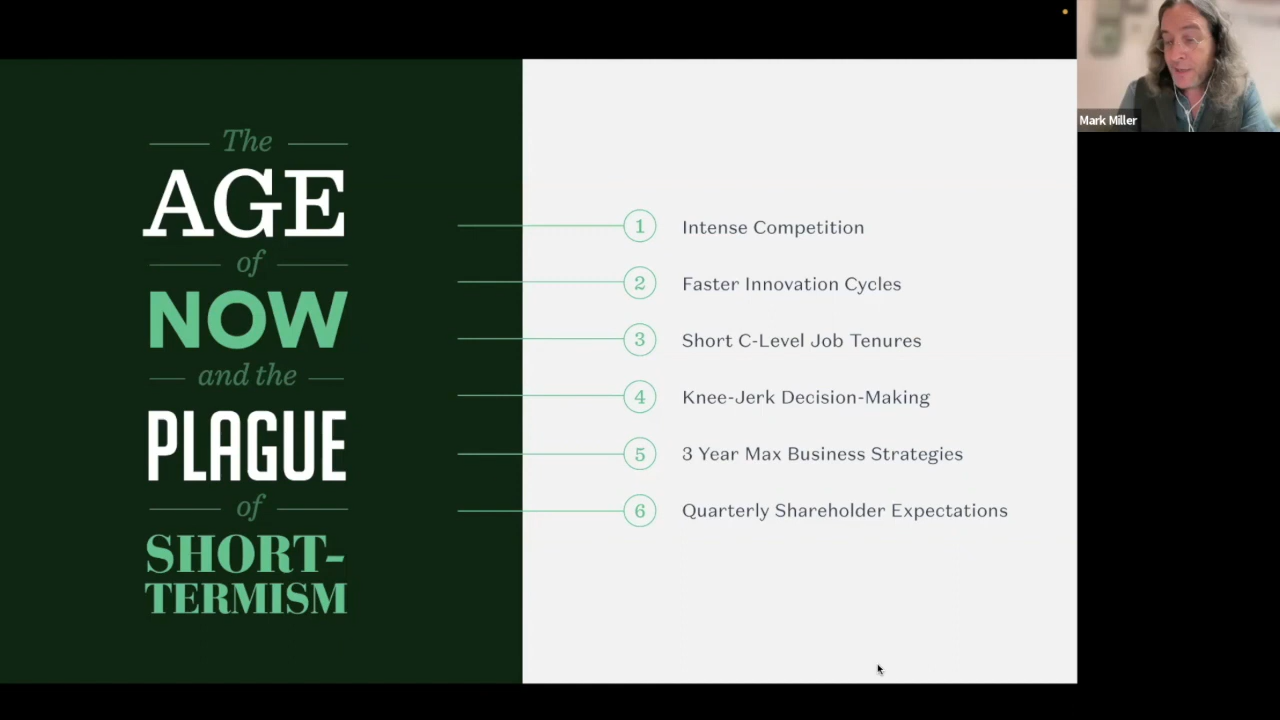 The
AGE
of
NOW
and the
PLAGUE
of
SHORT-
TERMISM
1 Intense Competition
2 Faster Innovation Cycles
3 Short C-Level Job Tenures
4 Knee-Jerk Decision-Making
5 3 Year Max Business Strategies
6 Quarterly Shareholder Expectations
Mark Miller